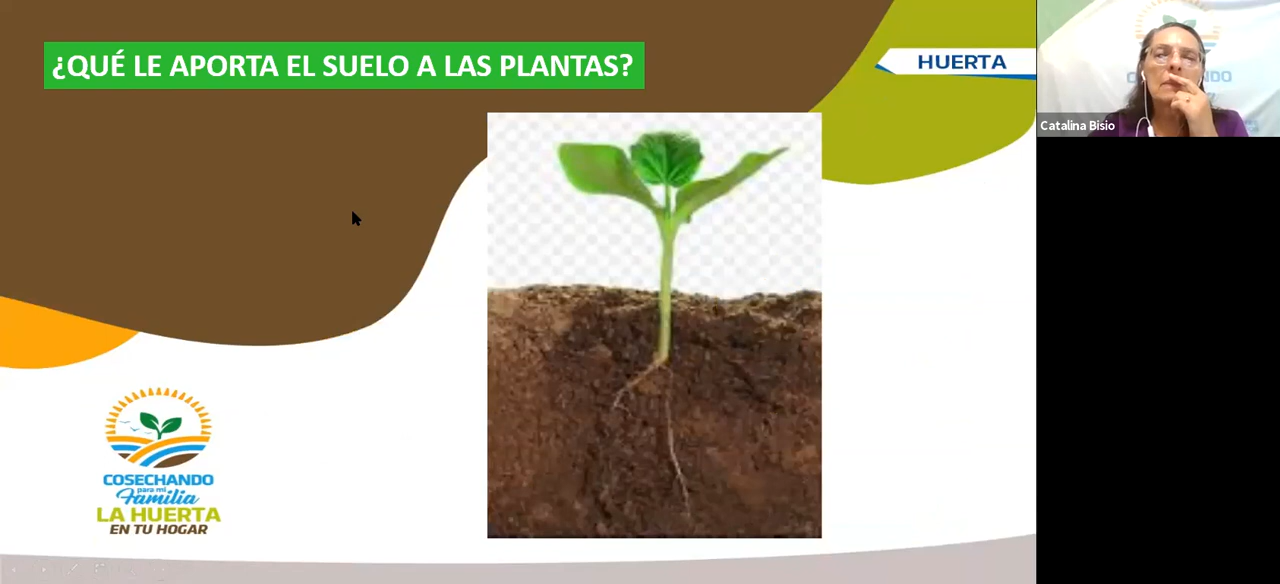 ¿QUÉ LE APORTA EL SUELO A LAS PLANTAS?
HUERTA
Catalina Bisio
COSECHANDO
para mi
Familia
LA HUERTA
EN TU HOGAR